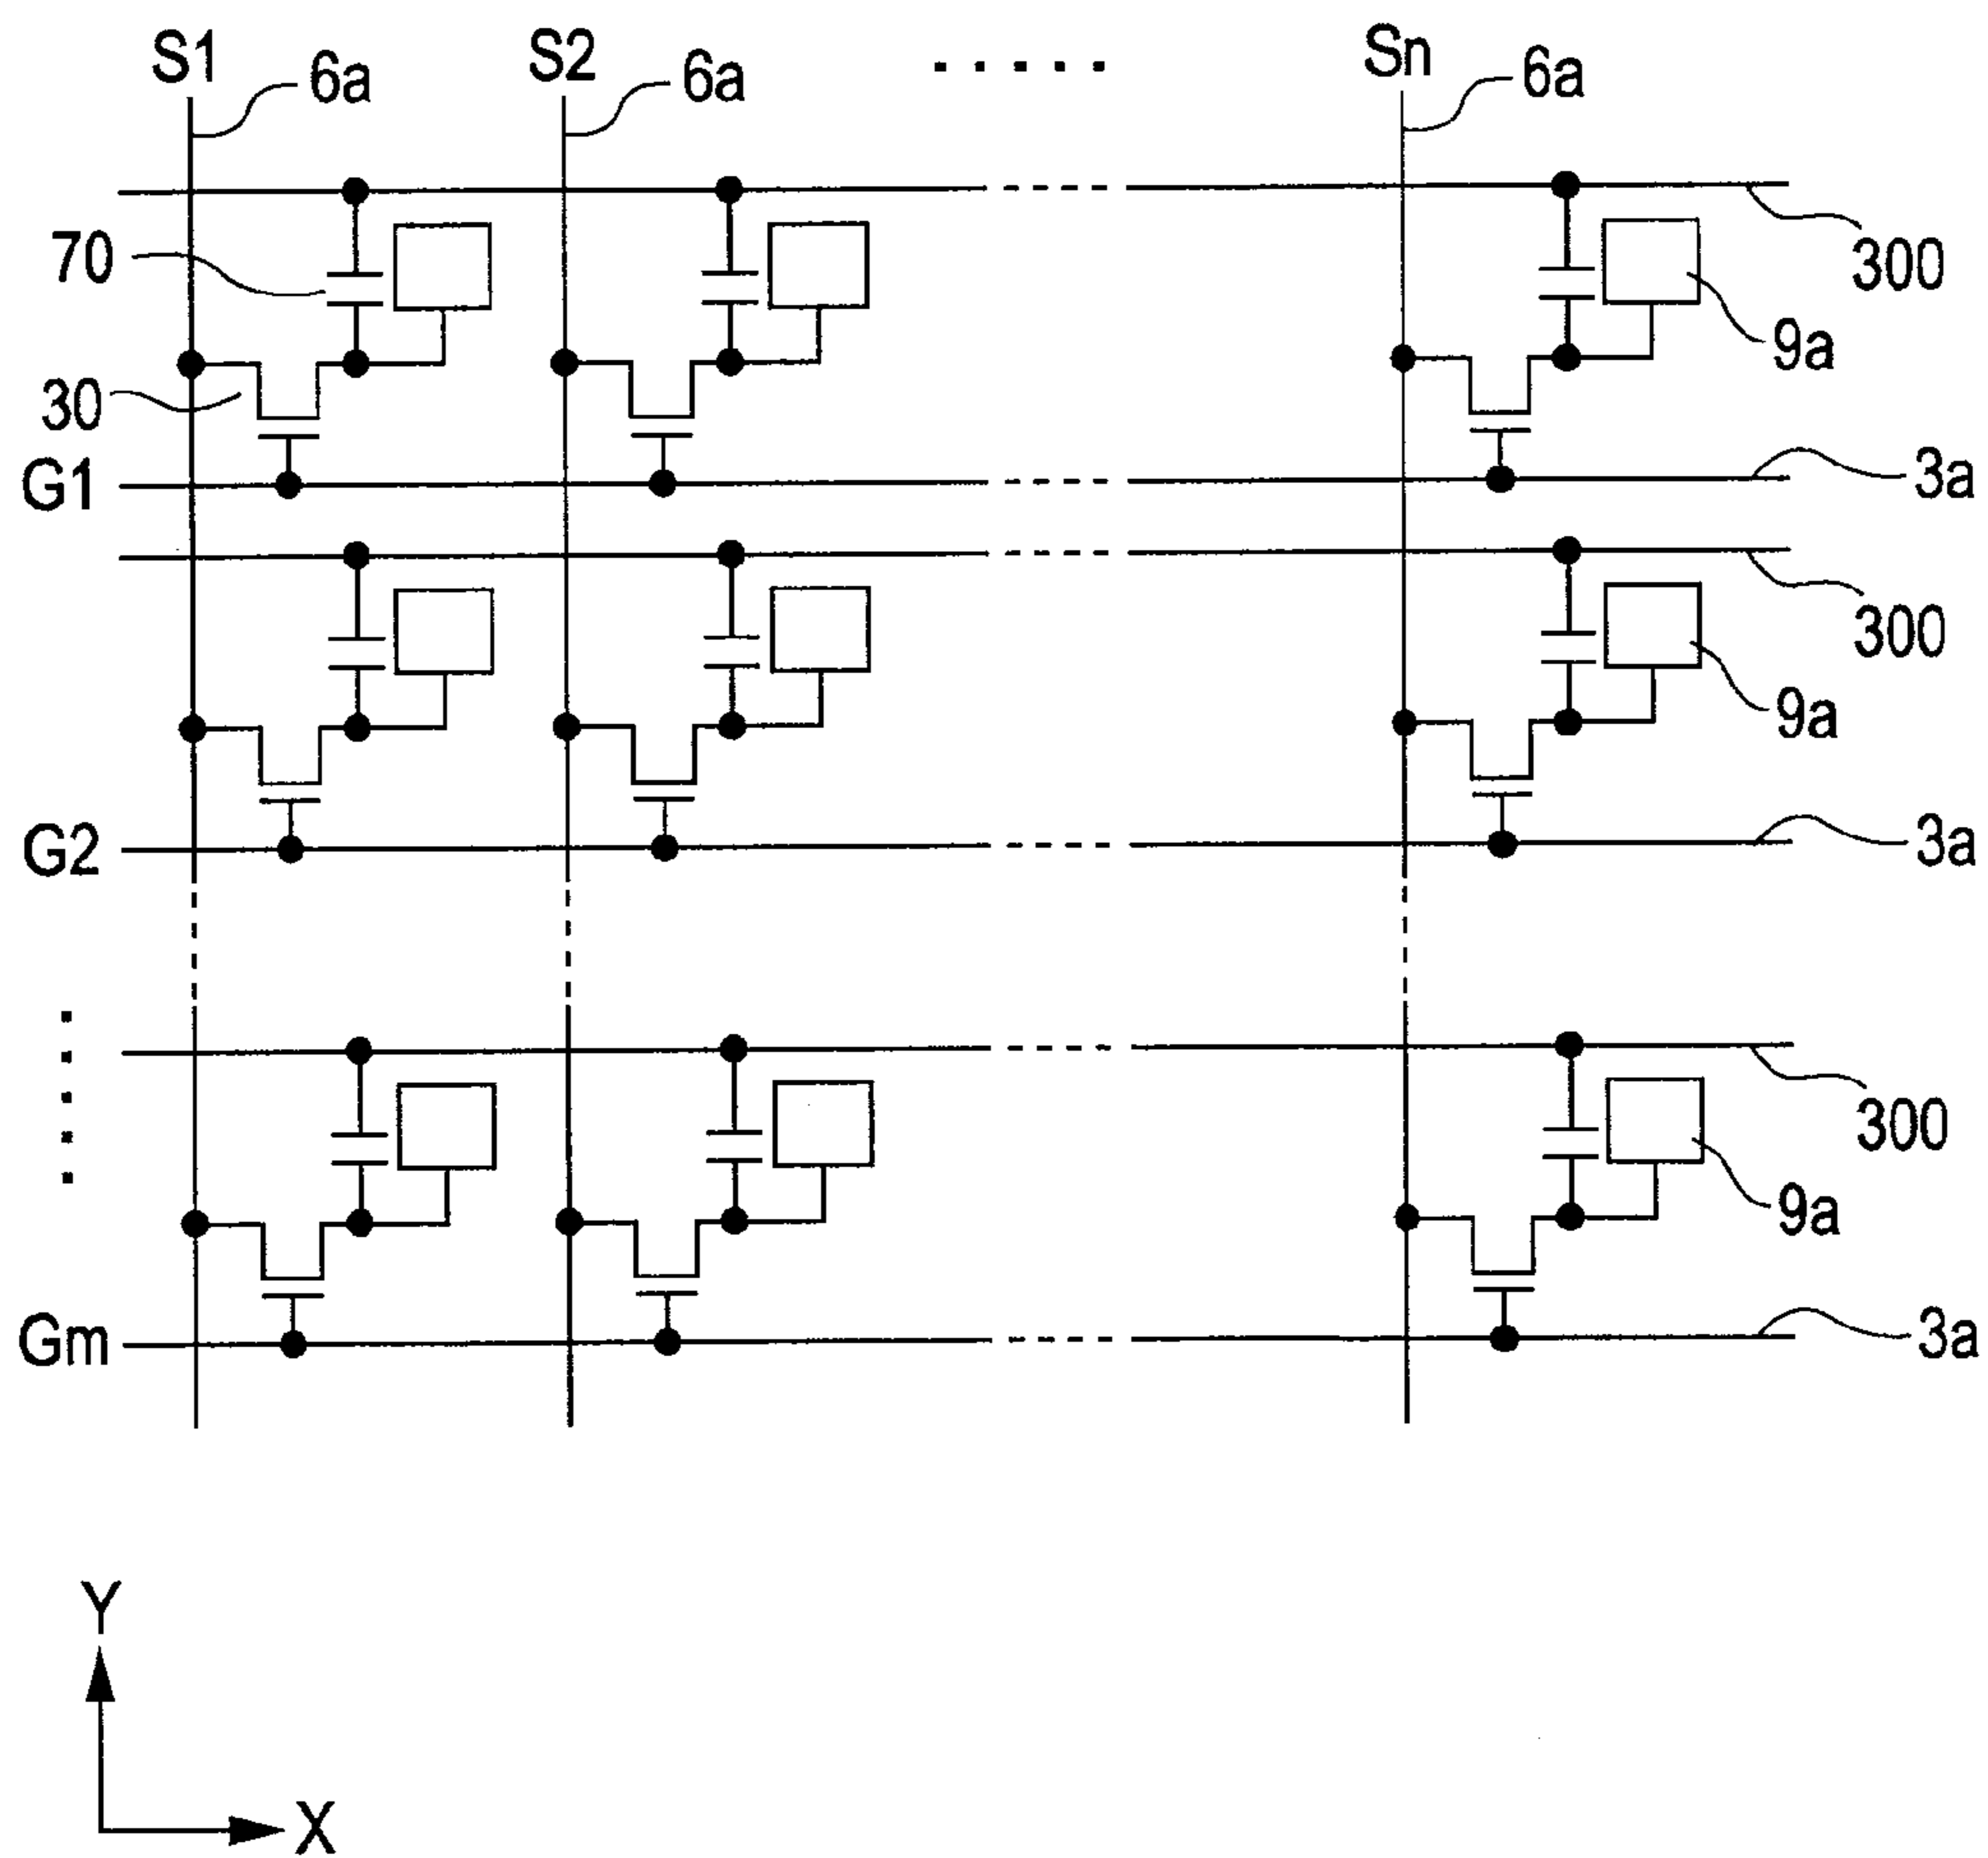 S1 6a S2 6a ..... Sn 6a
70 300
9a
30
G1 3a
300
9a
G2 3a
300
9a
Gm 3a
Y
X